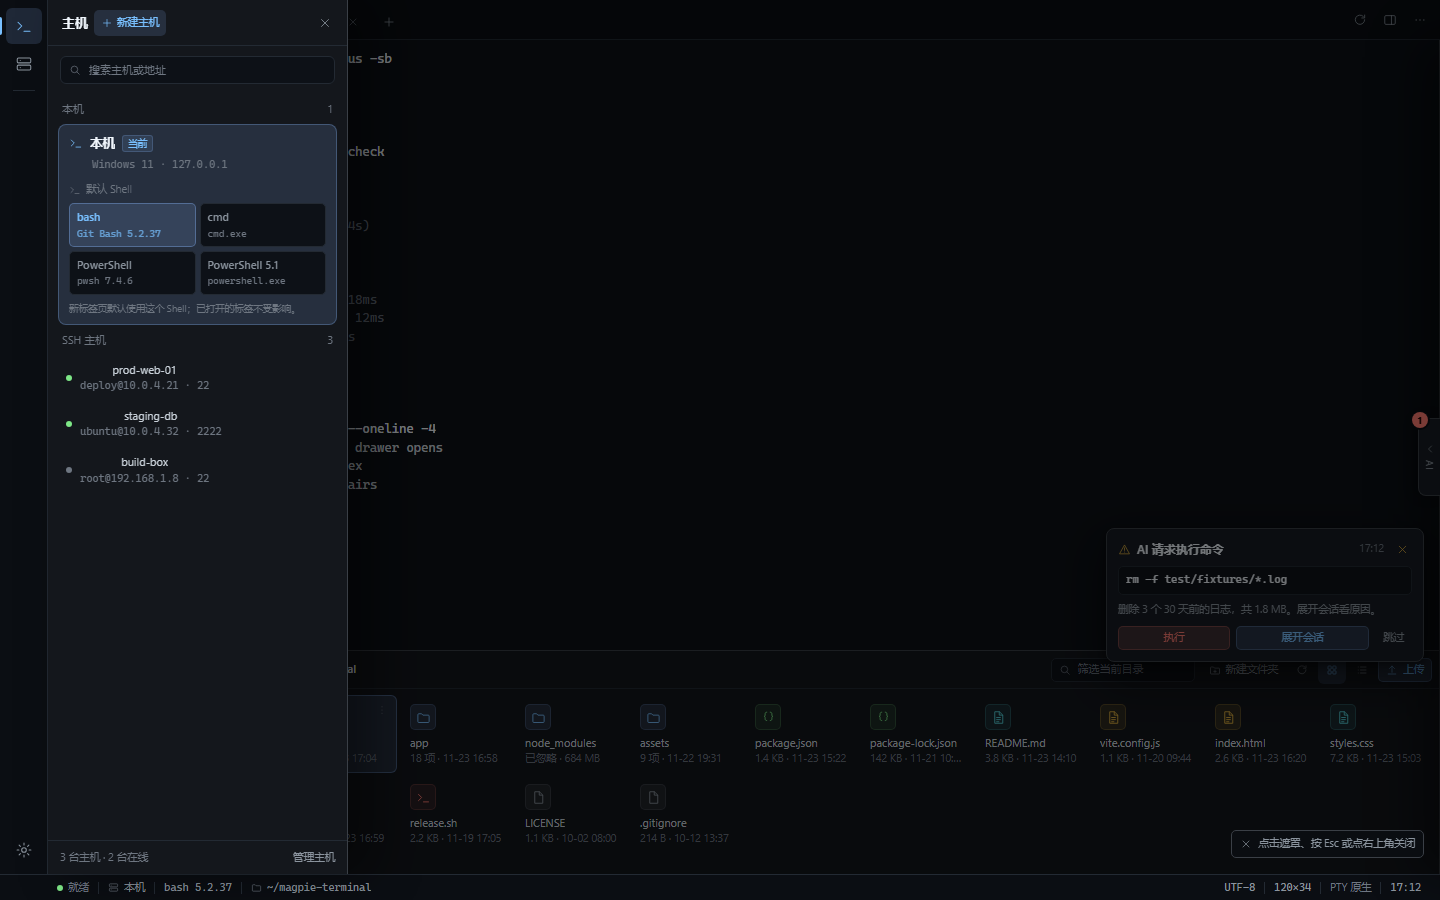 主机
+ 新建主机
搜索主机或地址
本机 1
本机 当前
Windows 11 · 127.0.0.1
默认 Shell
bash
Git Bash 5.2.37
cmd
cmd.exe
PowerShell
pwsh 7.4.6
PowerShell 5.1
powershell.exe
新标签页默认使用这个 Shell；已打开的标签不受影响。
SSH 主机 3
prod-web-01
deploy@10.0.4.21 · 22
staging-db
ubuntu@10.0.4.32 · 2222
build-box
root@192.168.1.8 · 22
3 台主机 · 2 台在线
管理主机
us -sb
check
4s)
18ms
12ms
s
--oneline -4
drawer opens
ex
airs
1
AI
AI 请求执行命令 17:12
rm -f test/fixtures/*.log
删除 3 个 30 天前的日志，共 1.8 MB。展开会话看原因。
执行
展开会话
跳过
al
筛选当前目录
新建文件夹
上传
17:04
app
18 项 · 11-23 16:58
node_modules
已忽略 · 684 MB
assets
9 项 · 11-22 19:31
package.json
1.4 KB · 11-23 15:22
package-lock.json
142 KB · 11-21 10:...
README.md
3.8 KB · 11-23 14:10
vite.config.js
1.1 KB · 11-20 09:44
index.html
2.6 KB · 11-23 16:20
styles.css
7.2 KB · 11-23 15:03
23 16:59
release.sh
2.2 KB · 11-19 17:05
LICENSE
1.1 KB · 10-02 08:00
.gitignore
214 B · 10-12 13:37
点击遮罩、按 Esc 或点右上角关闭
就绪
本机
bash 5.2.37
~/magpie-terminal
UTF-8
120×34
PTY 原生
17:12